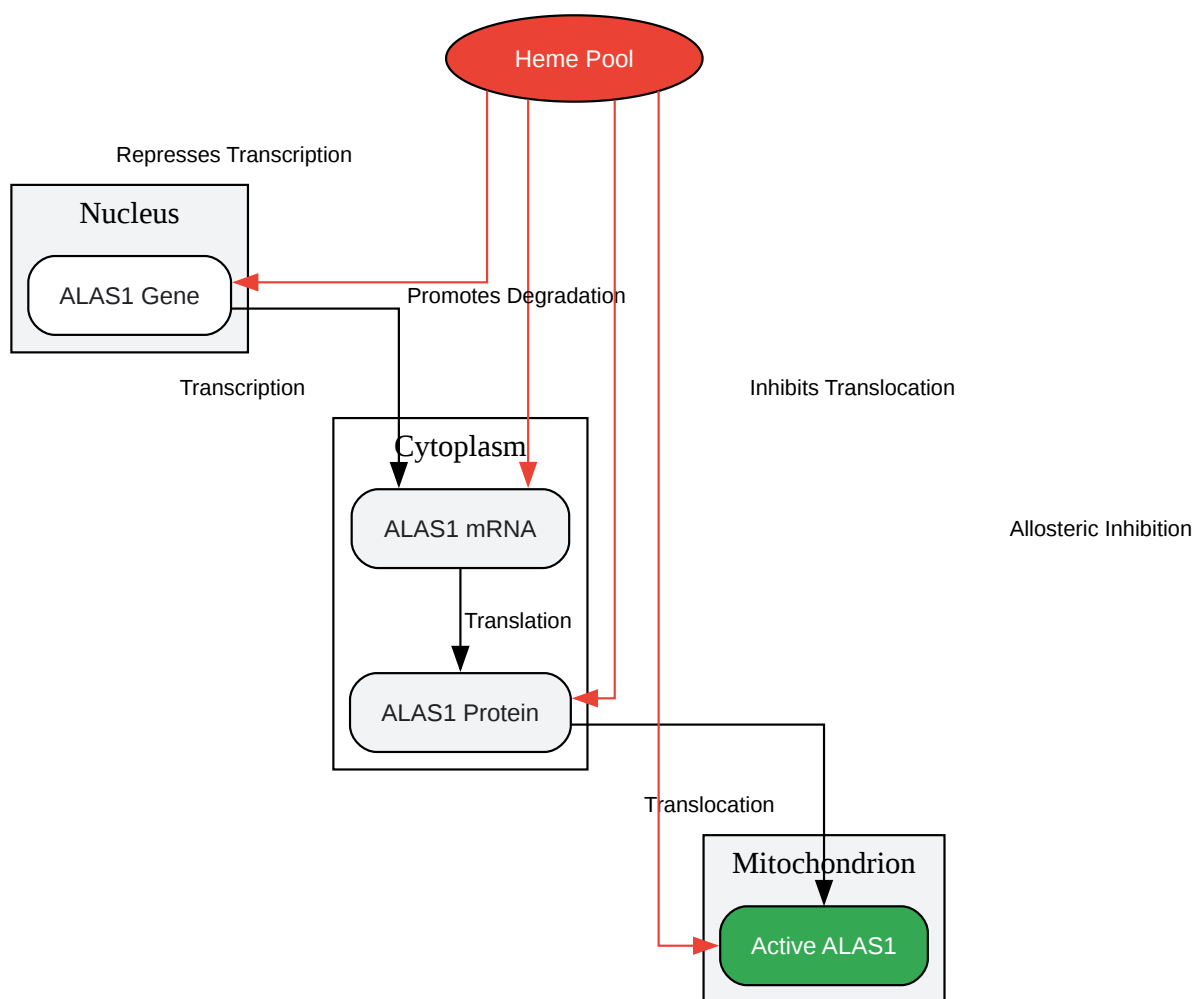 Heme Pool
Represses Transcription
Nucleus
ALAS1 Gene
Promotes Degradation
Transcription
Inhibits Translocation
Cytoplasm
ALAS1 mRNA
Allosteric Inhibition
Translation
ALAS1 Protein
Translocation
Mitochondrion
Active ALAS1